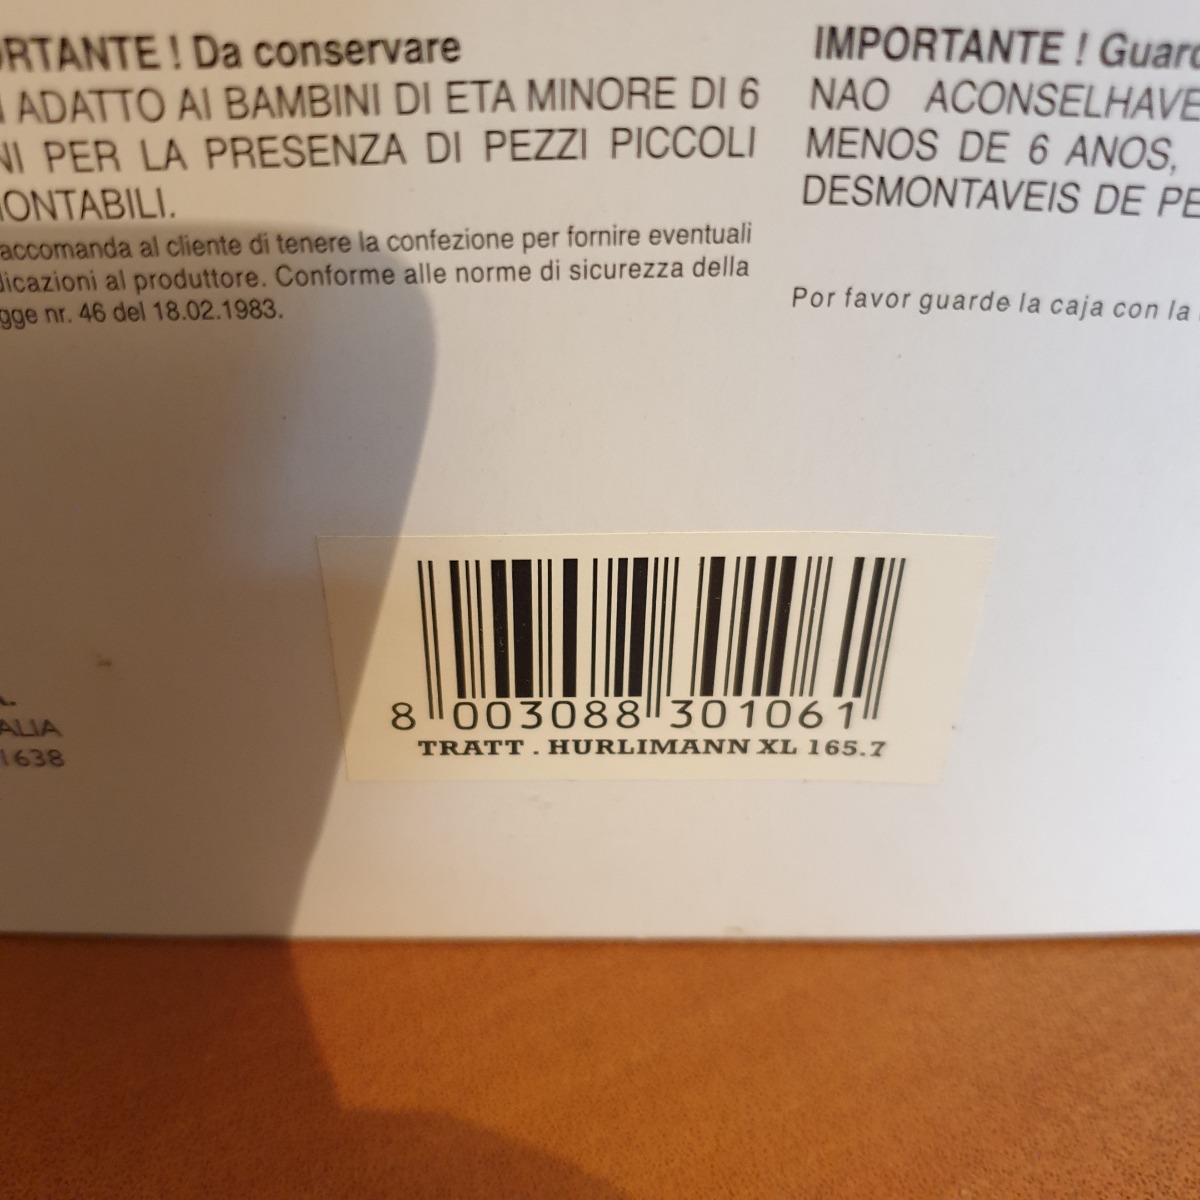 ORTANTE ! Da conservare
ADATTO AI BAMBINI DI ETA MINORE DI 6
NI PER LA PRESENZA DI PEZZI PICCOLI
MONTABILI.
accomanda al cliente di tenere la confezione per fornire eventuali
dicazioni al produttore. Conforme alle norme di sicurezza della
gge nr. 46 del 18.02.1983.
IMPORTANTE ! Guard
NAO ACONSELHAVE
MENOS DE 6 ANOS,
DESMONTAVEIS DE PE
Por favor guarde la caja con la
ALIA
1638
8 003088 301061
TRATT . HURLIMANN XL 165.7